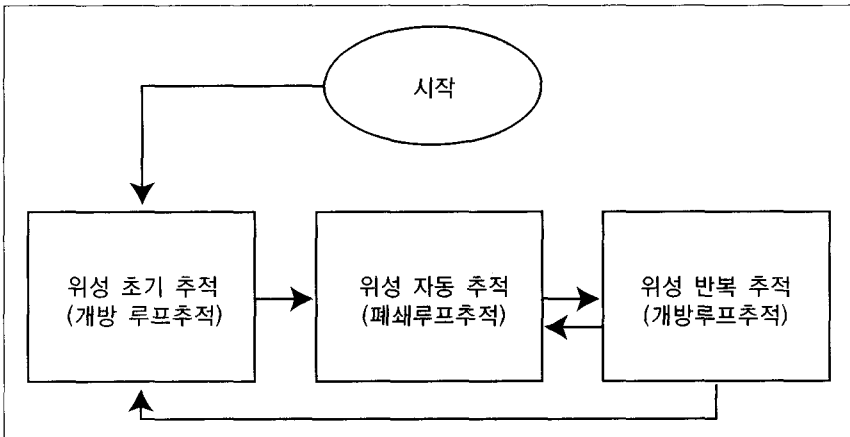 시작
위성 초기 추적
(개방 루프추적)
위성 자동 추적
(폐쇄루프추적)
위성 반복 추적
(개방루프추적)